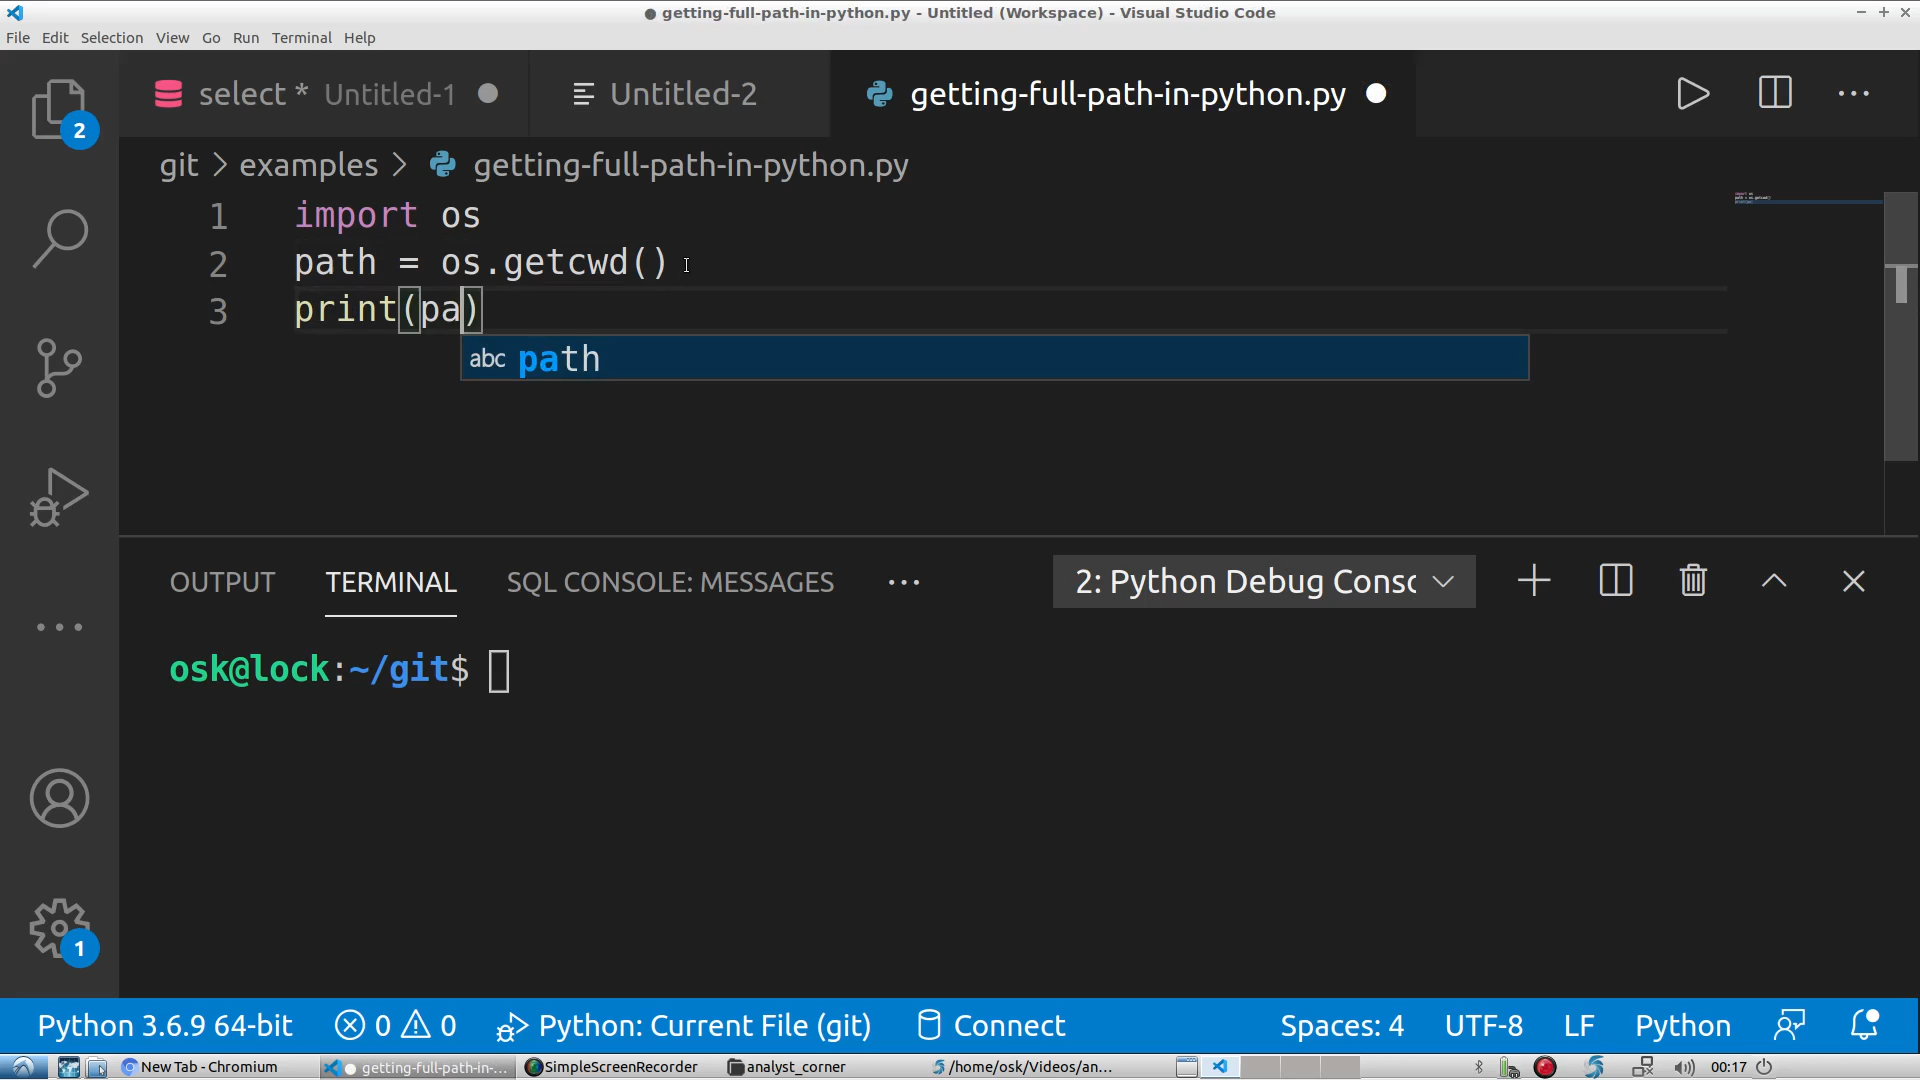 ● getting-full-path-in-python.py - Untitled (Workspace) - Visual Studio Code
File Edit Selection View Go Run Terminal Help
select * Untitled-1
Untitled-2
getting-full-path-in-python.py
2
git > examples > getting-full-path-in-python.py
1 import os
2 path = os.getcwd()
3 print(pa)
abc path
OUTPUT TERMINAL SQL CONSOLE: MESSAGES ··· 2: Python Debug Consc
osk@lock:~/git$
1
Python 3.6.9 64-bit 0 0 Python: Current File (git) Connect Spaces: 4 UTF-8 LF Python
New Tab - Chromium ● getting-full-path-in-... SimpleScreenRecorder analyst_corner /home/osk/Videos/an... 00:17